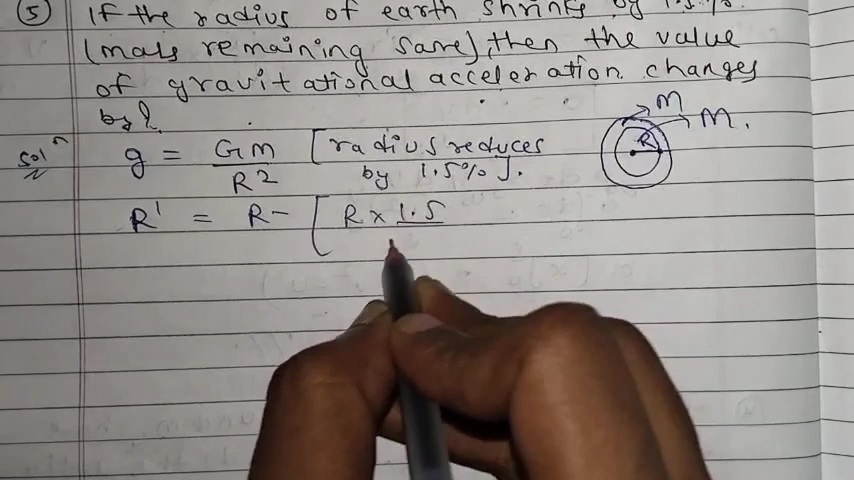 ⑤ If the radius of earth shrinks by 1.5%.
(mass remaining same), then the value
of gravitational acceleration changes
by?
Solⁿ g = GM/R² [radius reduces by 1.5%].
R' = R - [R × 1.5
m
M.
R